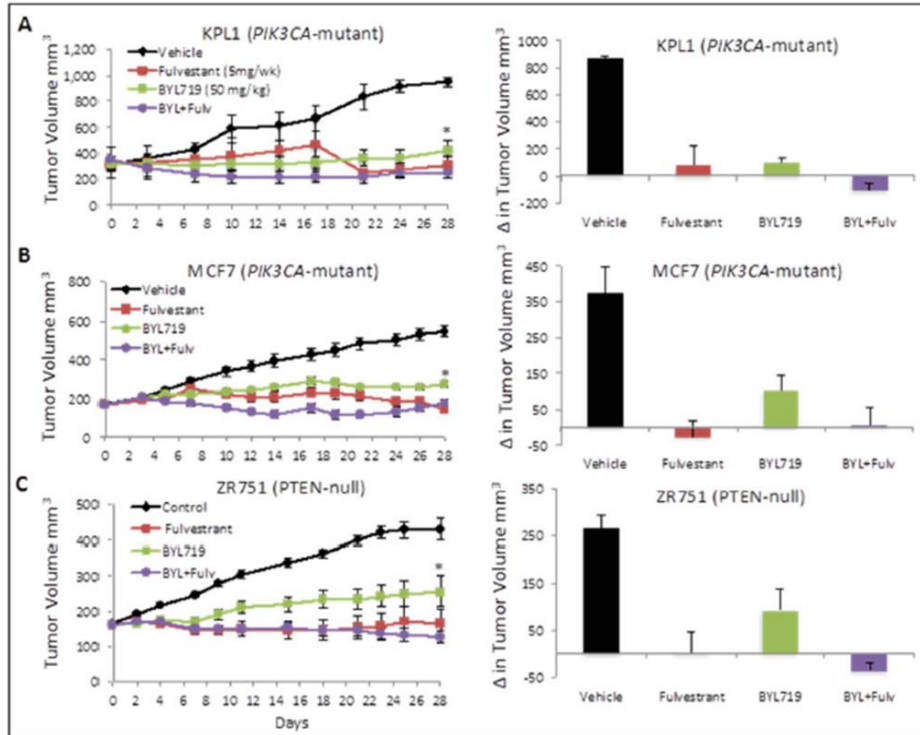 A
KPL1 (PIK3CA-mutant)
Vehicle
Fulvestant (5mg/wk)
BYL719 (50 mg/kg)
BYL+Fulv
Tumor Volume mm3
1,200
1,000
800
600
400
200
0
*
0 2 4 6 8 10 12 14 16 18 20 22 24 26 28
KPL1 (PIK3CA-mutant)
Δ in Tumor Volume mm3
1000
800
600
400
200
0
-200
Vehicle Fulvestant BYL719 BYL+Fulv
B
MCF7 (PIK3CA-mutant)
Vehicle
Fulvestant
BYL719
BYL+Fulv
Tumor Volume mm3
800
600
400
200
0
*
0 2 4 6 8 10 12 14 16 18 20 22 24 26 28
MCF7 (PIK3CA-mutant)
Δ in Tumor Volume mm3
450
350
250
150
50
-50
Vehicle Fulvestant BYL719 BYL+Fulv
C
ZR751 (PTEN-null)
Control
Fulvestrant
BYL719
BYL+Fulv
Tumor Volume mm3
500
400
300
200
100
0
*
0 2 4 6 8 10 12 14 16 18 20 22 24 26 28
Days
ZR751 (PTEN-null)
Δ in Tumor Volume mm3
350
250
150
50
-50
Vehicle Fulvestrant BYL719 BYL+Fulv